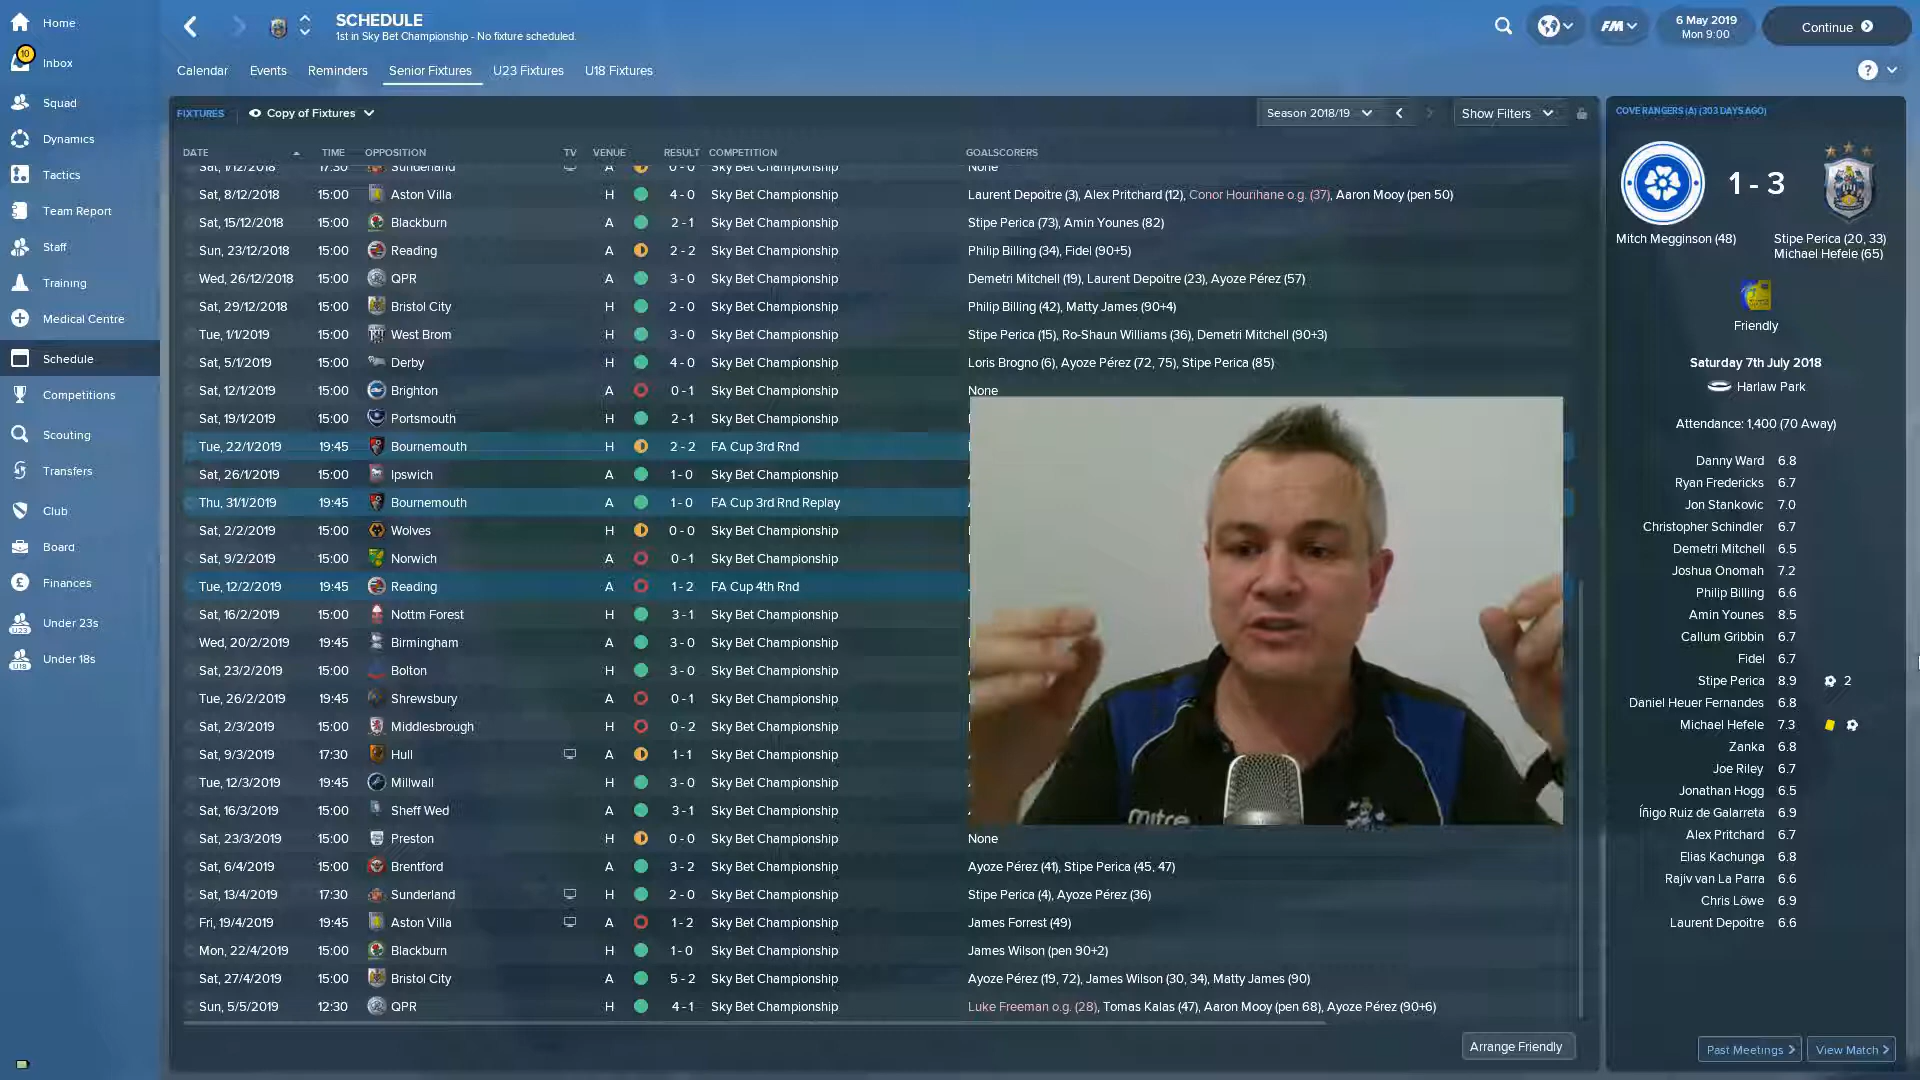 Home
10
Inbox
Squad
Dynamics
Tactics
Team Report
Staff
Training
Medical Centre
Schedule
Competitions
Scouting
Transfers
Club
Board
Finances
Under 23s
Under 18s
SCHEDULE
1st in Sky Bet Championship - No fixture scheduled.
FM
6 May 2019
Mon 9:00
Continue
Calendar Events Reminders Senior Fixtures U23 Fixtures U18 Fixtures
?
FIXTURES Copy of Fixtures Season 2018/19 Show Filters
DATE TIME OPPOSITION TV VENUE RESULT COMPETITION GOALSCORERS
Sat, 1/12/2018 17:30 Sunderland A 0 - 0 Sky Bet Championship None
Sat, 8/12/2018 15:00 Aston Villa H 4 - 0 Sky Bet Championship Laurent Depoitre (3), Alex Pritchard (12), Conor Hourihane o.g. (37), Aaron Mooy (pen 50)
Sat, 15/12/2018 15:00 Blackburn A 2 - 1 Sky Bet Championship Stipe Perica (73), Amin Younes (82)
Sun, 23/12/2018 15:00 Reading A 2 - 2 Sky Bet Championship Philip Billing (34), Fidel (90+5)
Wed, 26/12/2018 15:00 QPR A 3 - 0 Sky Bet Championship Demetri Mitchell (19), Laurent Depoitre (23), Ayoze Pérez (57)
Sat, 29/12/2018 15:00 Bristol City H 2 - 0 Sky Bet Championship Philip Billing (42), Matty James (90+4)
Tue, 1/1/2019 15:00 West Brom H 3 - 0 Sky Bet Championship Stipe Perica (15), Ro-Shaun Williams (36), Demetri Mitchell (90+3)
Sat, 5/1/2019 15:00 Derby H 4 - 0 Sky Bet Championship Loris Brogno (6), Ayoze Pérez (72, 75), Stipe Perica (85)
Sat, 12/1/2019 15:00 Brighton A 0 - 1 Sky Bet Championship None
Sat, 19/1/2019 15:00 Portsmouth H 2 - 1 Sky Bet Championship
Tue, 22/1/2019 19:45 Bournemouth H 2 - 2 FA Cup 3rd Rnd
Sat, 26/1/2019 15:00 Ipswich A 1 - 0 Sky Bet Championship
Thu, 31/1/2019 19:45 Bournemouth A 1 - 0 FA Cup 3rd Rnd Replay
Sat, 2/2/2019 15:00 Wolves H 0 - 0 Sky Bet Championship
Sat, 9/2/2019 15:00 Norwich A 0 - 1 Sky Bet Championship
Tue, 12/2/2019 19:45 Reading A 1 - 2 FA Cup 4th Rnd
Sat, 16/2/2019 15:00 Nottm Forest H 3 - 1 Sky Bet Championship
Wed, 20/2/2019 19:45 Birmingham A 3 - 0 Sky Bet Championship
Sat, 23/2/2019 15:00 Bolton H 3 - 0 Sky Bet Championship
Tue, 26/2/2019 19:45 Shrewsbury A 0 - 1 Sky Bet Championship
Sat, 2/3/2019 15:00 Middlesbrough H 0 - 2 Sky Bet Championship
Sat, 9/3/2019 17:30 Hull A 1 - 1 Sky Bet Championship
Tue, 12/3/2019 19:45 Millwall H 3 - 0 Sky Bet Championship
Sat, 16/3/2019 15:00 Sheff Wed A 3 - 1 Sky Bet Championship
Sat, 23/3/2019 15:00 Preston H 0 - 0 Sky Bet Championship None
Sat, 6/4/2019 15:00 Brentford A 3 - 2 Sky Bet Championship Ayoze Pérez (41), Stipe Perica (45, 47)
Sat, 13/4/2019 17:30 Sunderland H 2 - 0 Sky Bet Championship Stipe Perica (4), Ayoze Pérez (36)
Fri, 19/4/2019 19:45 Aston Villa A 1 - 2 Sky Bet Championship James Forrest (49)
Mon, 22/4/2019 15:00 Blackburn H 1 - 0 Sky Bet Championship James Wilson (pen 90+2)
Sat, 27/4/2019 15:00 Bristol City A 5 - 2 Sky Bet Championship Ayoze Pérez (19, 72), James Wilson (30, 34), Matty James (90)
Sun, 5/5/2019 12:30 QPR H 4 - 1 Sky Bet Championship Luke Freeman o.g. (28), Tomas Kalas (47), Aaron Mooy (pen 68), Ayoze Pérez (90+6)
mitre
Arrange Friendly
COVE RANGERS (A) (303 DAYS AGO)
1 - 3
Mitch Megginson (48)
Stipe Perica (20, 33)
Michael Hefele (65)
Friendly
Saturday 7th July 2018
Harlaw Park
Attendance: 1,400 (70 Away)
Danny Ward 6.8
Ryan Fredericks 6.7
Jon Stankovic 7.0
Christopher Schindler 6.7
Demetri Mitchell 6.5
Joshua Onomah 7.2
Philip Billing 6.6
Amin Younes 8.5
Callum Gribbin 6.7
Fidel 6.7
Stipe Perica 8.9 2
Daniel Heuer Fernandes 6.8
Michael Hefele 7.3
Zanka 6.8
Joe Riley 6.7
Jonathan Hogg 6.5
Íñigo Ruiz de Galarreta 6.9
Alex Pritchard 6.7
Elias Kachunga 6.8
Rajiv van La Parra 6.6
Chris Löwe 6.9
Laurent Depoitre 6.6
Past Meetings View Match